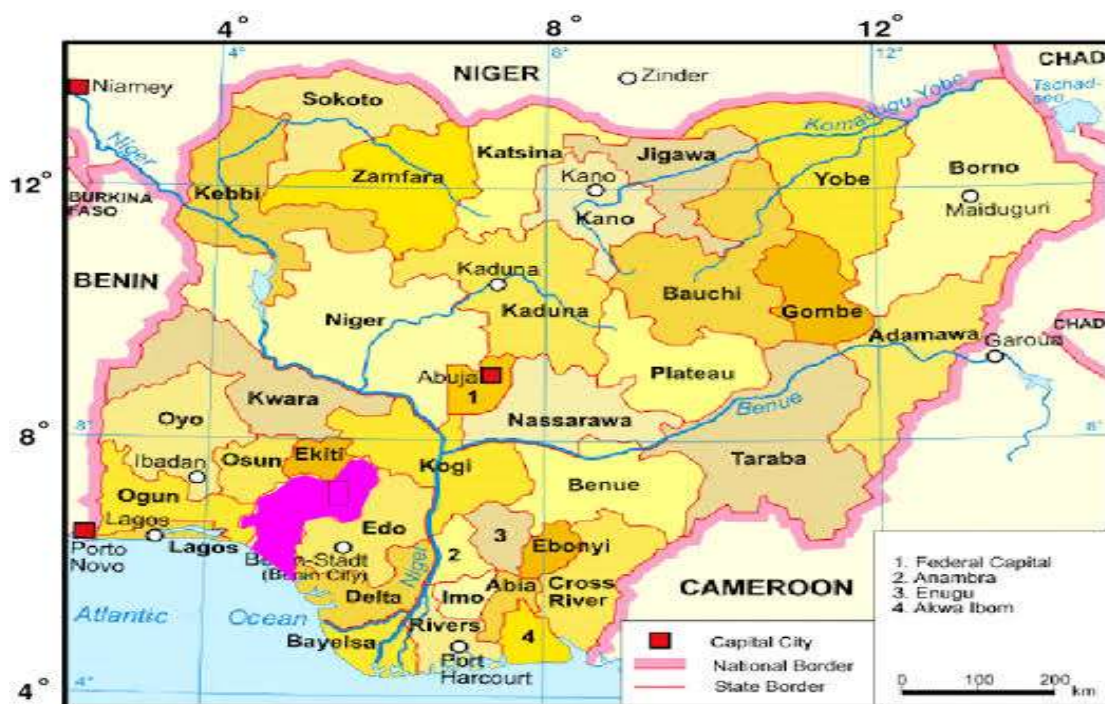 4° 8° 12°
4° 8° 12°
NIGER
CHAD
Niamey
Zinder
Tschad-
see
Sokoto
Komadugu Yobe
Niger
Katsina
Jigawa
Borno
12°
Zamfara
Kano
Yobe
BURKINA
FASO
Kebbi
Kano
Maiduguri
BENIN
Kaduna
Niger
Kaduna
Bauchi
Gombe
Adamawa
CHAD
Garoua
Abuja
1
Plateau
Kwara
Nassarawa
Benue
Oyo
8°
8°
8°
Ibadan
Osun
Ekiti
Kogi
Taraba
Benue
Ogun
Lagos
Edo
3
Porto
Novo
Lagos
2
Ebonyi
-Stadt
(Benin City)
Niger
Abia
Cross
River
CAMEROON
1. Federal Capital
2. Anambra
3. Enugu
4. Akwa Ibom
Atlantic Ocean
Delta
Imo
Bayelsa
Rivers
4
Port
Harcourt
Capital City
National Border
State Border
4°
4°
0 100 200 km